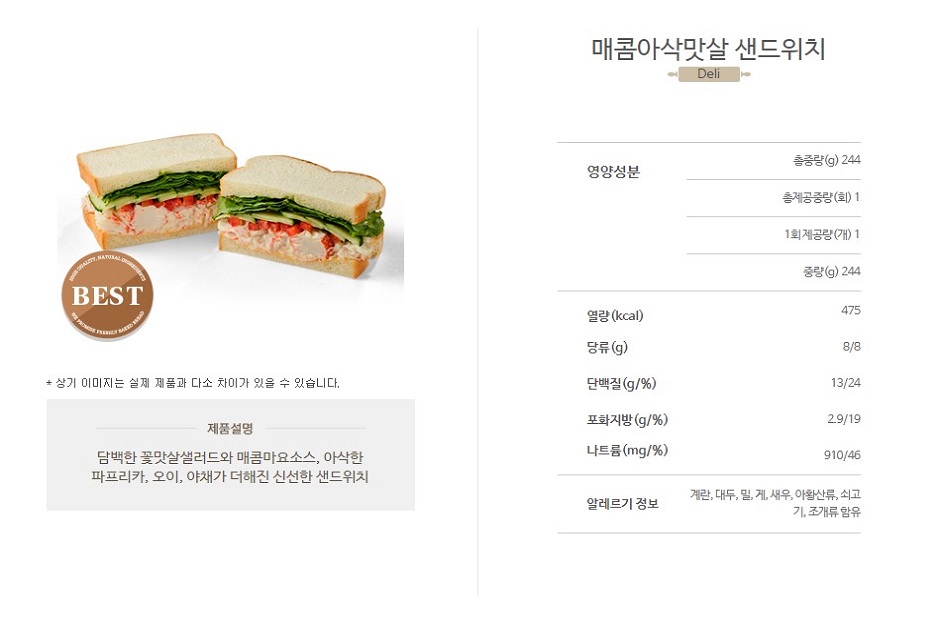 매콤아삭맛살 샌드위치
Deli
HIGH QUALITY, NATURAL INGREDIENTS
BEST
WE PROMISE FRESHLY BAKED BREAD
* 상기 이미지는 실제 제품과 다소 차이가 있을 수 있습니다.
제품설명
담백한 꽃맛살샐러드와 매콤마요소스, 아삭한
파프리카, 오이, 야채가 더해진 신선한 샌드위치
영양성분
총중량(g) 244
총제공중량(회) 1
1회 제공량(개) 1
중량(g) 244
열량(kcal) 475
당류(g) 8/8
단백질(g/%) 13/24
포화지방(g/%) 2.9/19
나트륨(mg/%) 910/46
알레르기 정보
계란, 대두, 밀, 게, 새우, 아황산류, 쇠고
기, 조개류 함유